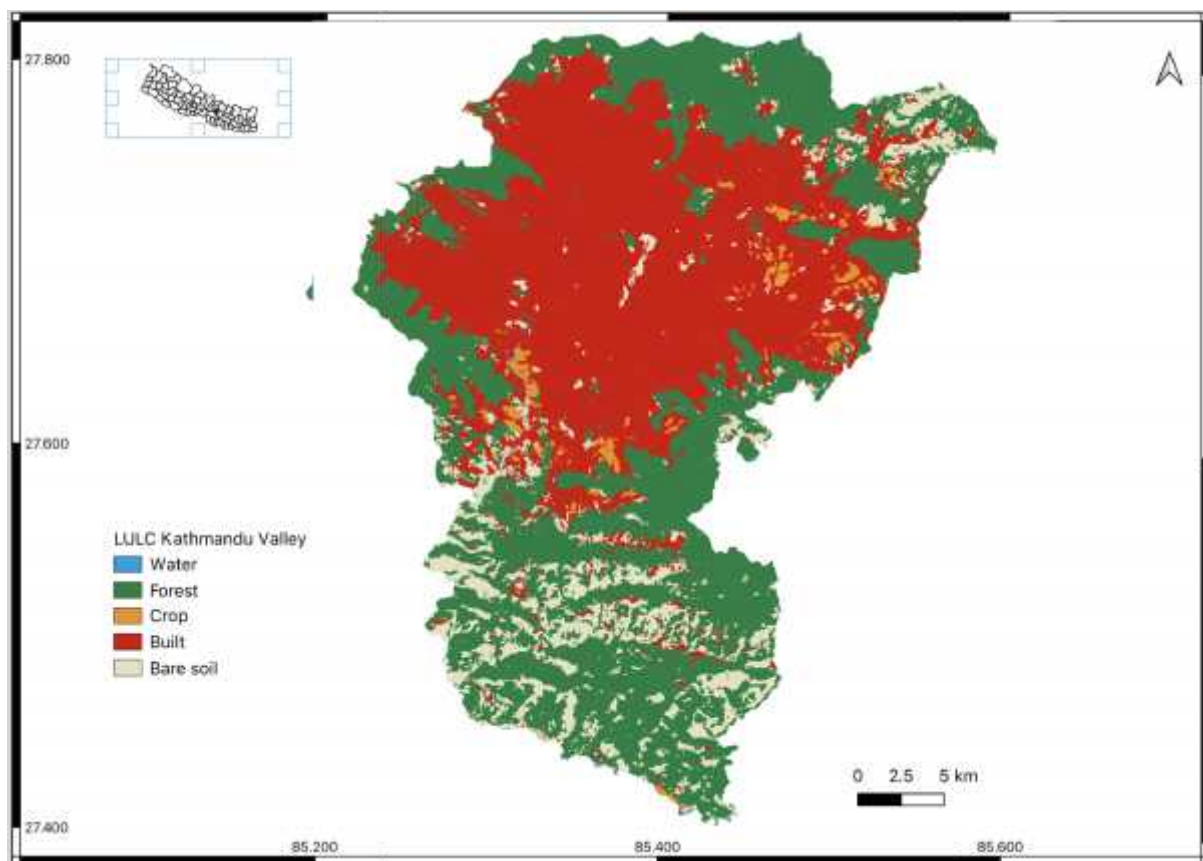 27.800
27.600
LULC Kathmandu Valley
Water
Forest
Crop
Built
Bare soil
0 2.5 5 km
27.400
85.200 85.400 85.600